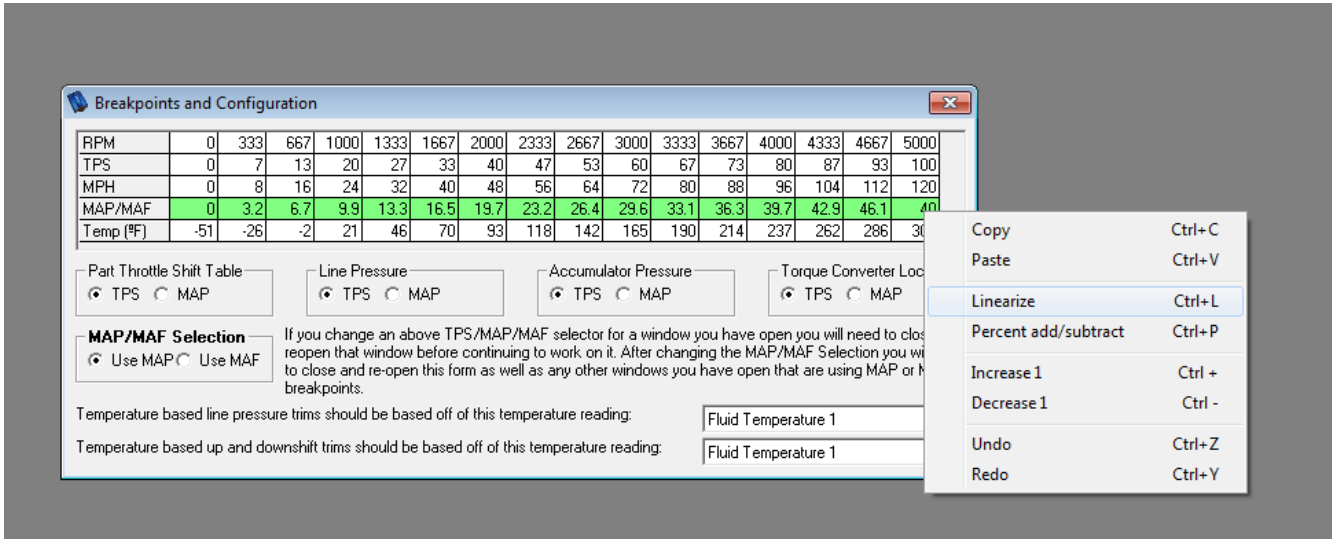 Breakpoints and Configuration
RPM 0 333 667 1000 1333 1667 2000 2333 2667 3000 3333 3667 4000 4333 4667 5000
TPS 0 7 13 20 27 33 40 47 53 60 67 73 80 87 93 100
MPH 0 8 16 24 32 40 48 56 64 72 80 88 96 104 112 120
MAP/MAF 0 3.2 6.7 9.9 13.3 16.5 19.7 23.2 26.4 29.6 33.1 36.3 39.7 42.9 46.1 40
Temp (ºF) -51 -26 -2 21 46 70 93 118 142 165 190 214 237 262 286
Part Throttle Shift Table
TPS MAP
Line Pressure
TPS MAP
Accumulator Pressure
TPS MAP
Torque Converter Loc
TPS MAP
MAP/MAF Selection
Use MAP Use MAF
If you change an above TPS/MAP/MAF selector for a window you have open you will need to clos
reopen that window before continuing to work on it. After changing the MAP/MAF Selection you wi
to close and re-open this form as well as any other windows you have open that are using MAP or
breakpoints.
Temperature based line pressure trims should be based off of this temperature reading:
Fluid Temperature 1
Temperature based up and downshift trims should be based off of this temperature reading:
Fluid Temperature 1
Copy Ctrl+C
Paste Ctrl+V
Linearize Ctrl+L
Percent add/subtract Ctrl+P
Increase 1 Ctrl +
Decrease 1 Ctrl -
Undo Ctrl+Z
Redo Ctrl+Y